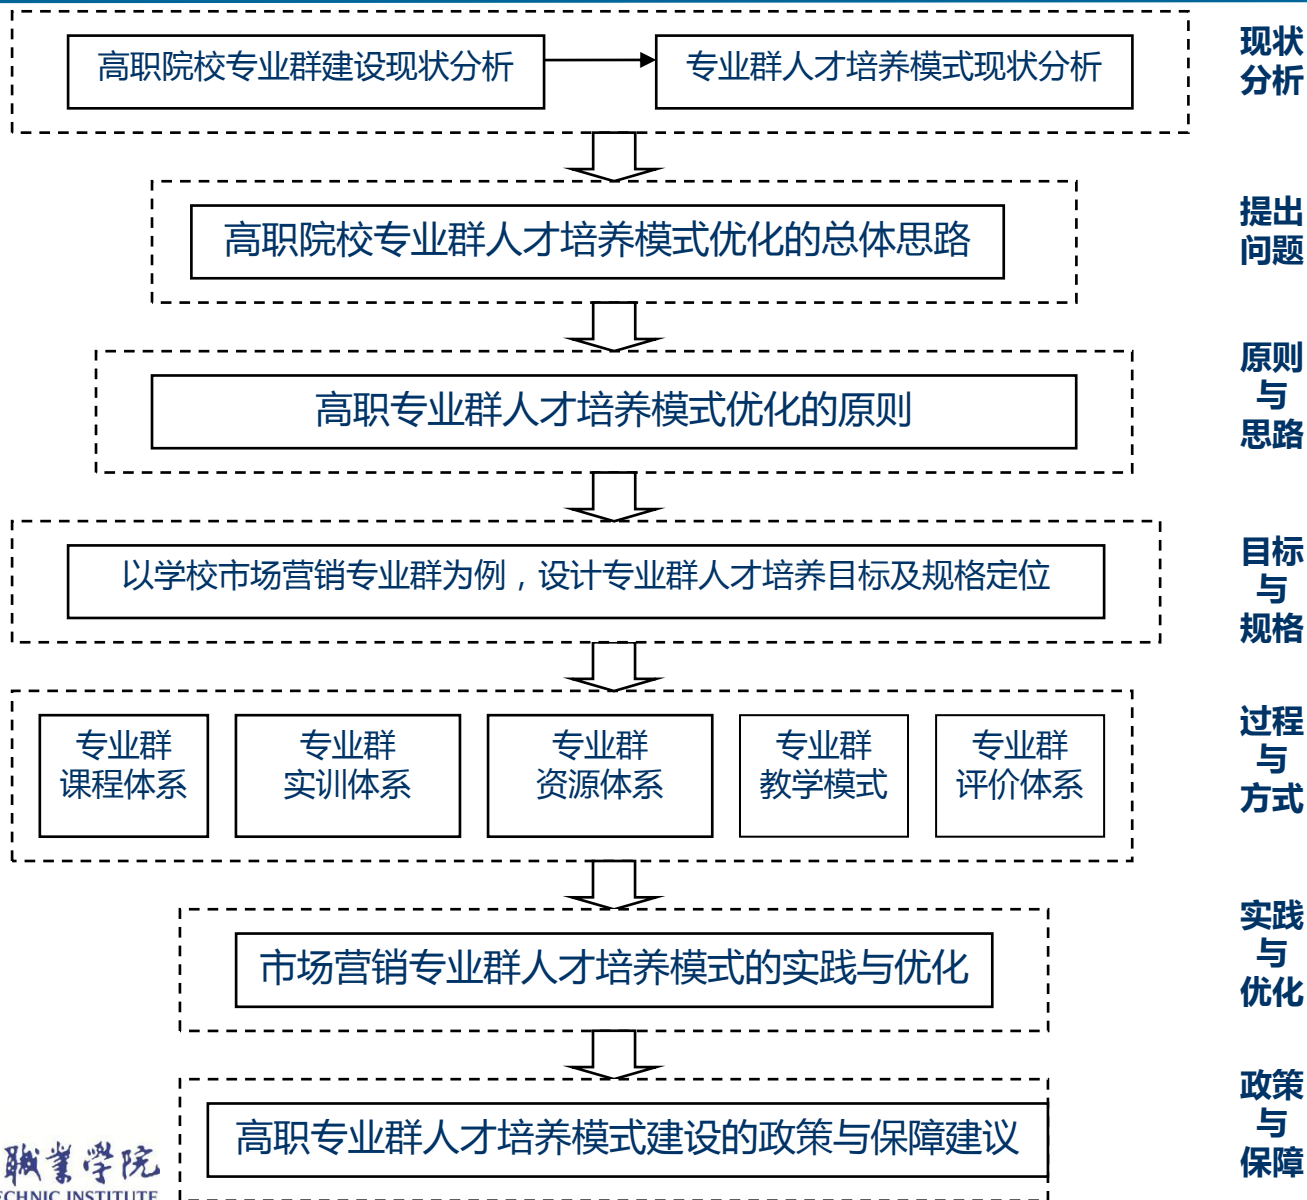 高职院校专业群建设现状分析
专业群人才培养模式现状分析
现状
分析
高职院校专业群人才培养模式优化的总体思路
提出
问题
高职专业群人才培养模式优化的原则
原则
与
思路
以学校市场营销专业群为例，设计专业群人才培养目标及规格定位
目标
与
规格
专业群
课程体系
专业群
实训体系
专业群
资源体系
专业群
教学模式
专业群
评价体系
过程
与
方式
市场营销专业群人才培养模式的实践与优化
实践
与
优化
高职专业群人才培养模式建设的政策与保障建议
政策
与
保障
職業學院
ECHNIC INSTITUTE